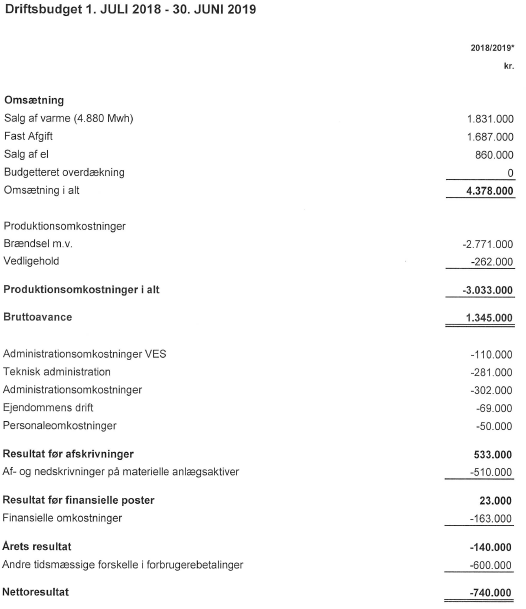 Driftsbudget 1. JULI 2018 - 30. JUNI 2019
2018/2019*
kr.
Omsætning
Salg af varme (4.880 Mwh) 1.831.000
Fast Afgift 1.687.000
Salg af el 860.000
Budgetteret overdækning 0
Omsætning i alt 4.378.000
Produktionsomkostninger
Brændsel m.v. -2.771.000
Vedligehold -262.000
Produktionsomkostninger i alt -3.033.000
Bruttoavance 1.345.000
Administrationsomkostninger VES -110.000
Teknisk administration -281.000
Administrationsomkostninger -302.000
Ejendommens drift -69.000
Personaleomkostninger -50.000
Resultat før afskrivninger 533.000
Af- og nedskrivninger på materielle anlægsaktiver -510.000
Resultat før finansielle poster 23.000
Finansielle omkostninger -163.000
Årets resultat -140.000
Andre tidsmæssige forskelle i forbrugerebetalinger -600.000
Nettoresultat -740.000